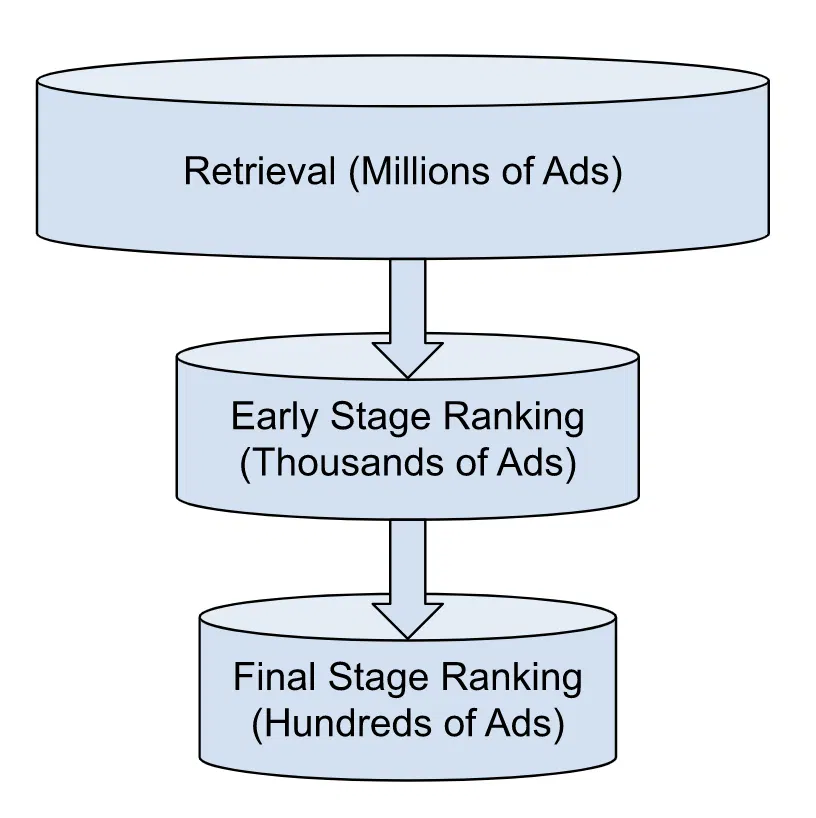 Retrieval (Millions of Ads)
Early Stage Ranking
(Thousands of Ads)
Final Stage Ranking
(Hundreds of Ads)